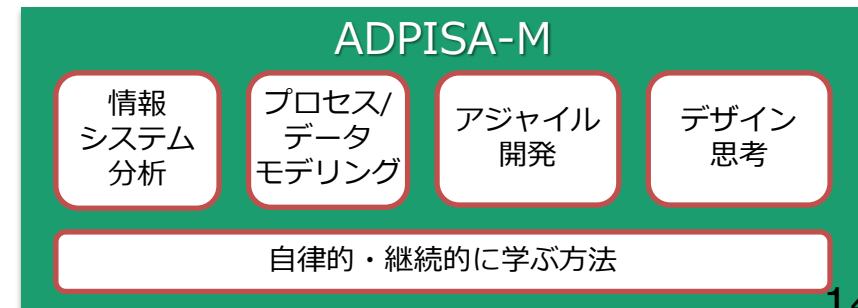 ADPISA-M
情報
システム
分析
プロセス/
データ
モデリング
アジャイル
開発
デザイン
思考
自律的・継続的に学ぶ方法